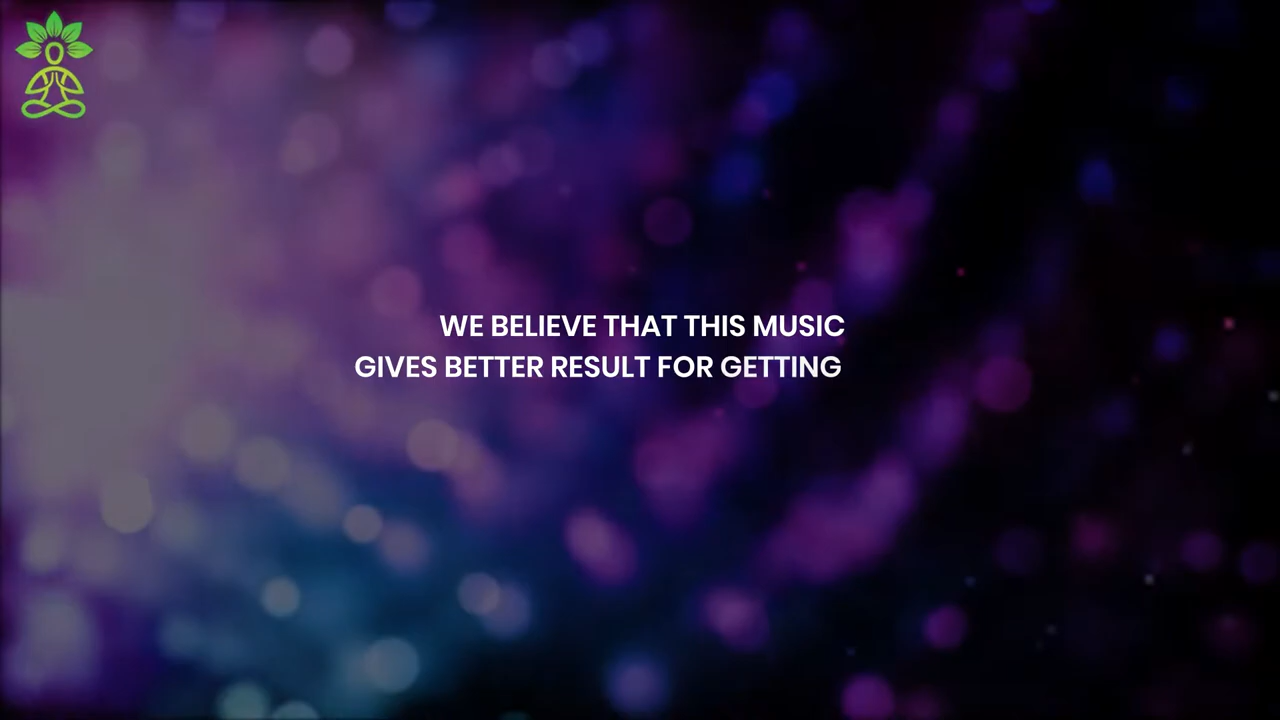 WE BELIEVE THAT THIS MUSIC
GIVES BETTER RESULT FOR GETTING